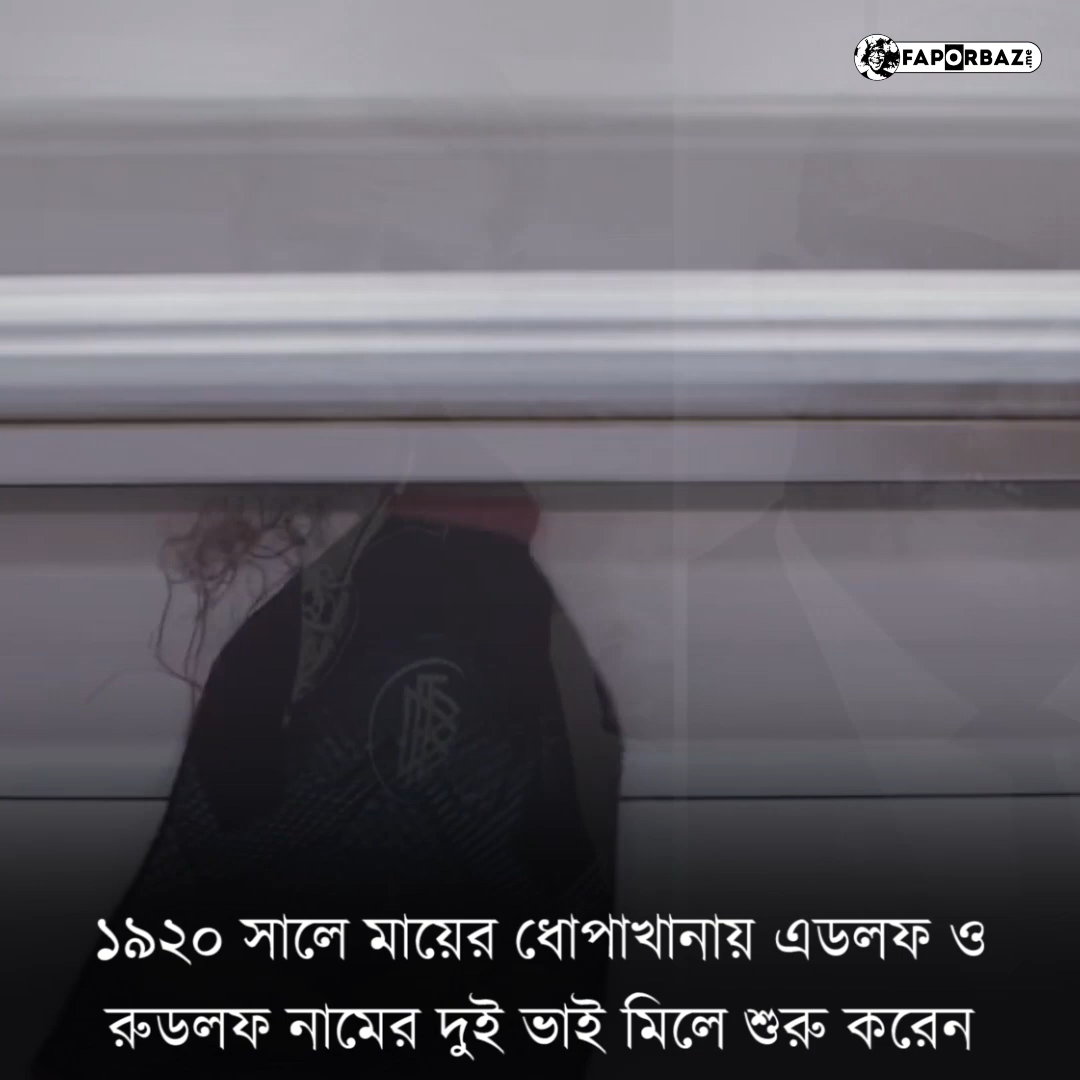 FAPORBAZ.me
১৯২০ সালে মায়ের ধোপাখানায় এডলফ ও
রুডলফ নামের দুই ভাই মিলে শুরু করেন